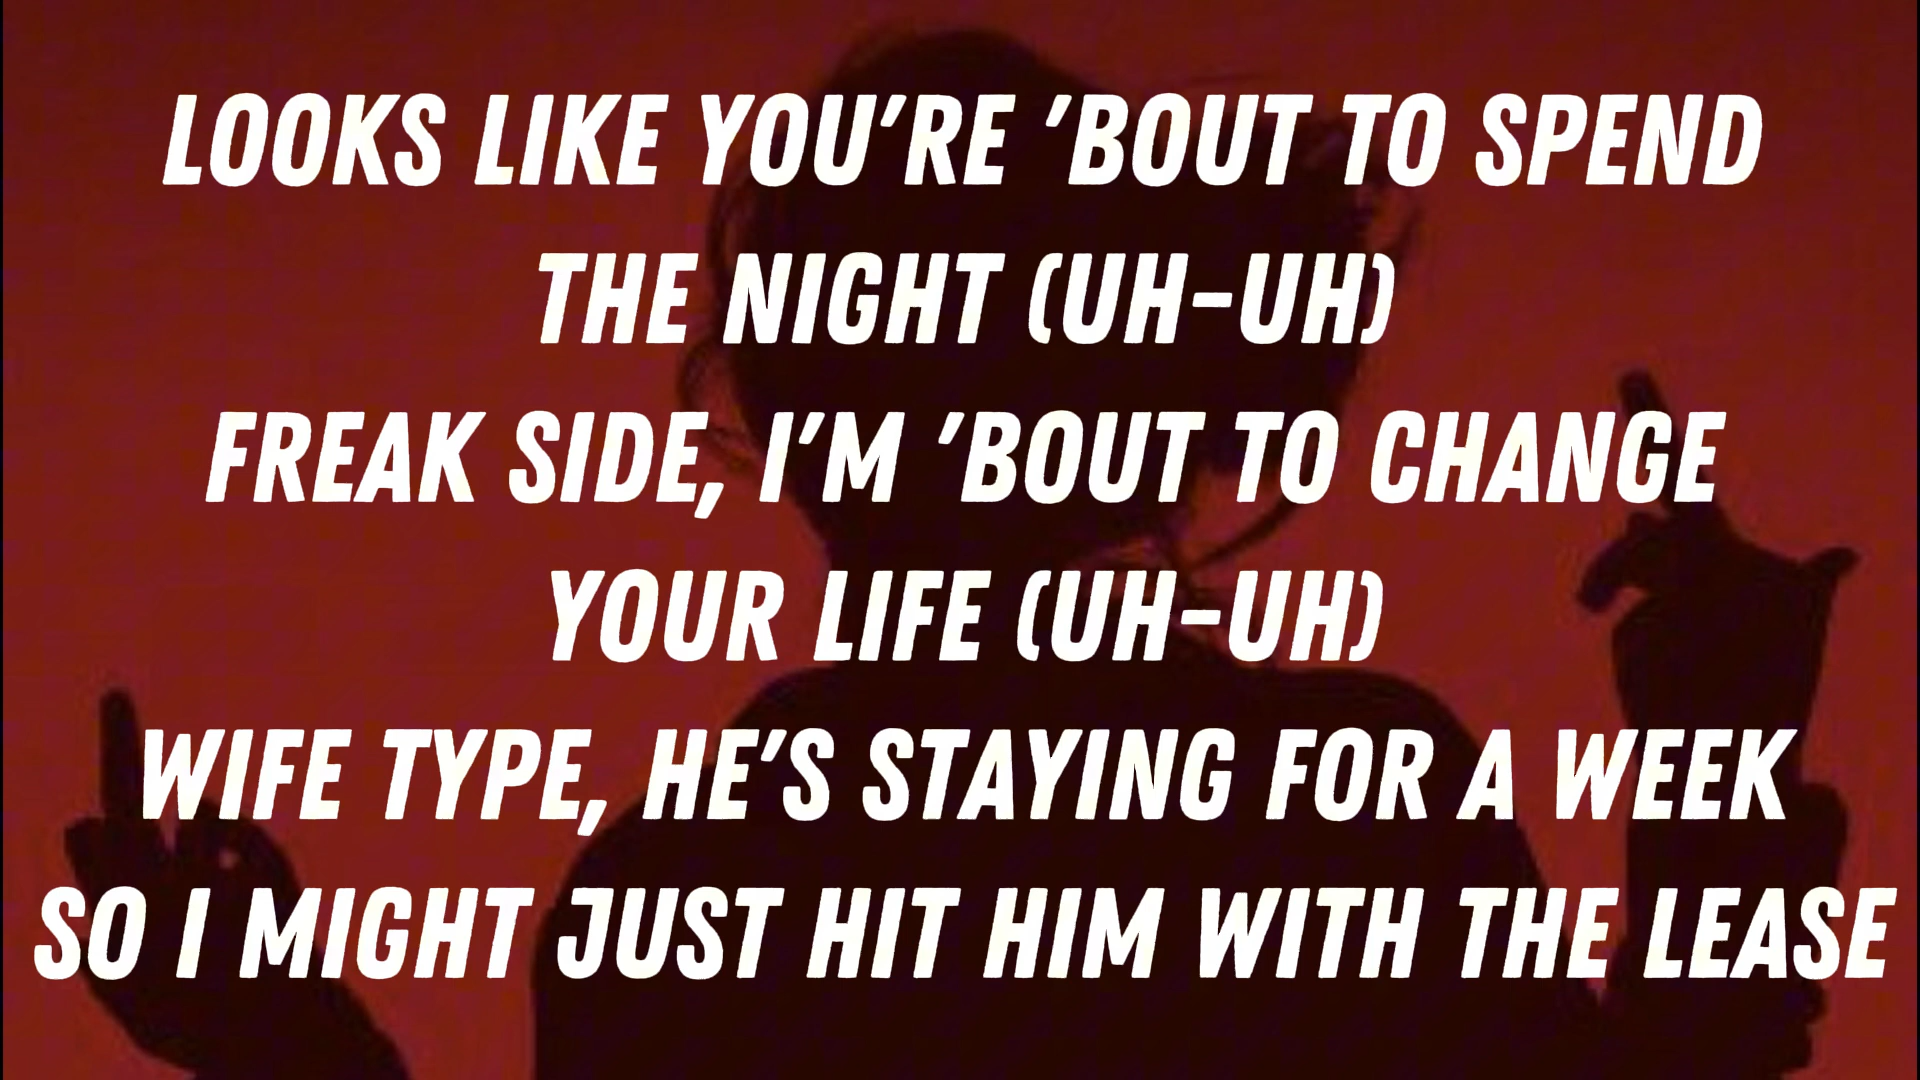 LOOKS LIKE YOU'RE 'BOUT TO SPEND
THE NIGHT (UH-UH)
FREAK SIDE, I'M 'BOUT TO CHANGE
YOUR LIFE (UH-UH)
WIFE TYPE, HE'S STAYING FOR A WEEK
SO I MIGHT JUST HIT HIM WITH THE LEASE